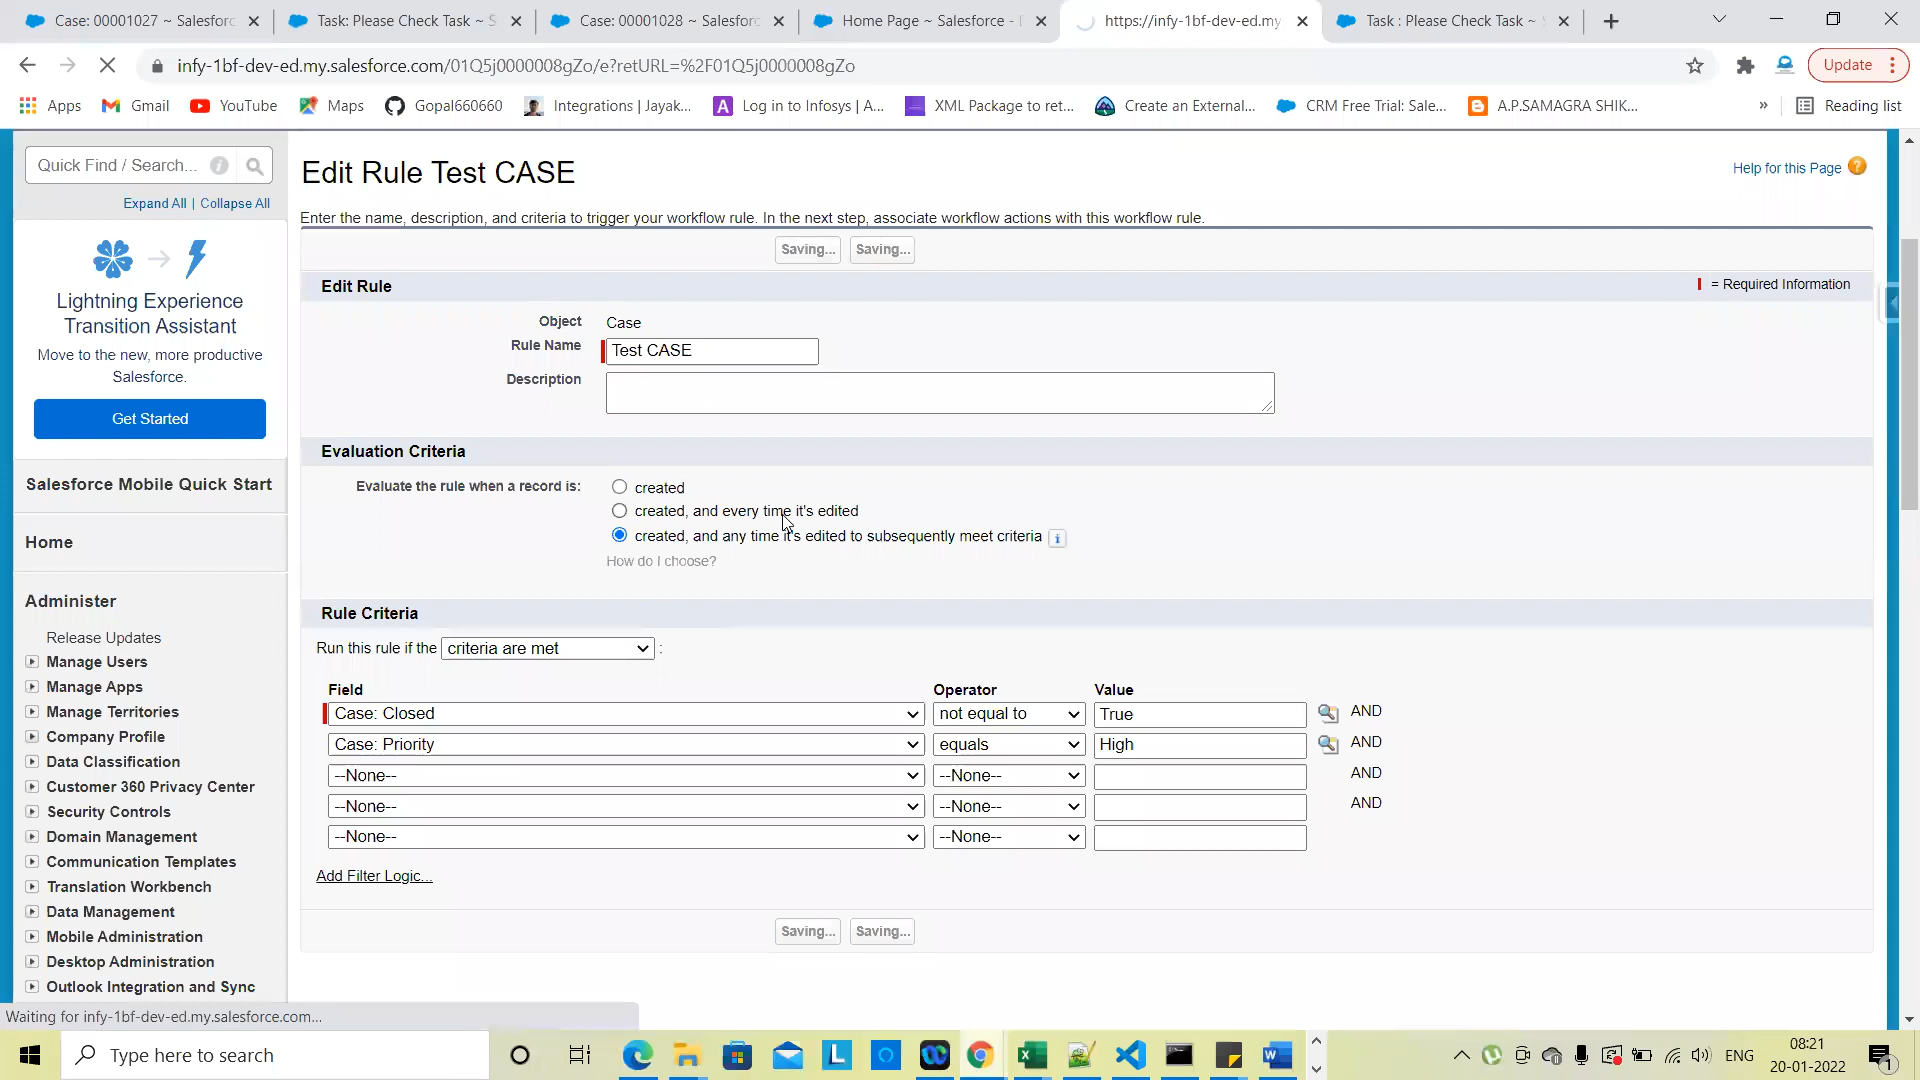 Case: 00001027 ~ Salesforc
Task: Please Check Task ~ S
Case: 00001028 ~ Salesforc
Home Page ~ Salesforce - D
https://infy-1bf-dev-ed.my
Task : Please Check Task ~ S
infy-1bf-dev-ed.my.salesforce.com/01Q5j0000008gZo/e?retURL=%2F01Q5j0000008gZo
Update
Apps
Gmail
YouTube
Maps
Gopal660060
Integrations | Jayak...
Log in to Infosys | A...
XML Package to ret...
Create an External...
CRM Free Trial: Sale...
A.P.SAMAGRA SHIK...
»
Reading list
Quick Find / Search...
Expand All | Collapse All
Lightning Experience
Transition Assistant
Move to the new, more productive
Salesforce.
Get Started
Salesforce Mobile Quick Start
Home
Administer
Release Updates
Manage Users
Manage Apps
Manage Territories
Company Profile
Data Classification
Customer 360 Privacy Center
Security Controls
Domain Management
Communication Templates
Translation Workbench
Data Management
Mobile Administration
Desktop Administration
Outlook Integration and Sync
Edit Rule Test CASE
Help for this Page
Enter the name, description, and criteria to trigger your workflow rule. In the next step, associate workflow actions with this workflow rule.
Saving... Saving...
Edit Rule
= Required Information
Object Case
Rule Name Test CASE
Description
Evaluation Criteria
Evaluate the rule when a record is: created
created, and every time it's edited
created, and any time it's edited to subsequently meet criteria
How do I choose?
Rule Criteria
Run this rule if the criteria are met :
Field Operator Value
Case: Closed not equal to True AND
Case: Priority equals High AND
--None-- --None-- AND
--None-- --None-- AND
--None-- --None--
Add Filter Logic...
Saving... Saving...
Waiting for infy-1bf-dev-ed.my.salesforce.com...
Type here to search
ENG
08:21
20-01-2022
1